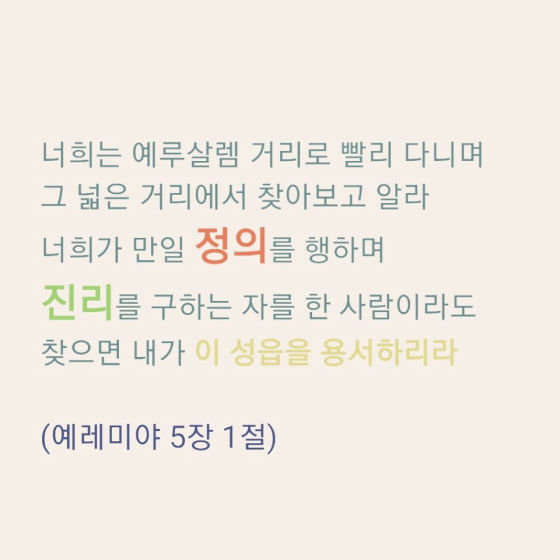 너희는 예루살렘 거리로 빨리 다니며
그 넓은 거리에서 찾아보고 알라
너희가 만일 정의를 행하며
진리를 구하는 자를 한 사람이라도
찾으면 내가 이 성읍을 용서하리라
(예레미야 5장 1절)